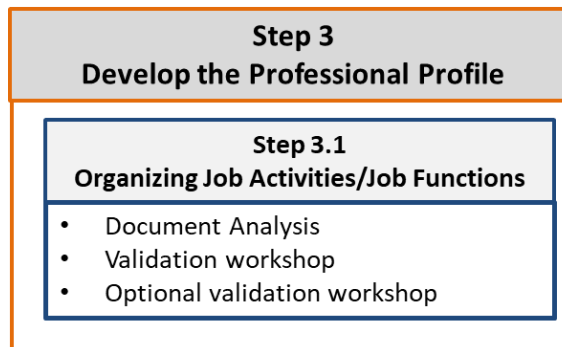 Step 3
Develop the Professional Profile
Step 3.1
Organizing Job Activities/Job Functions
• Document Analysis
• Validation workshop
• Optional validation workshop